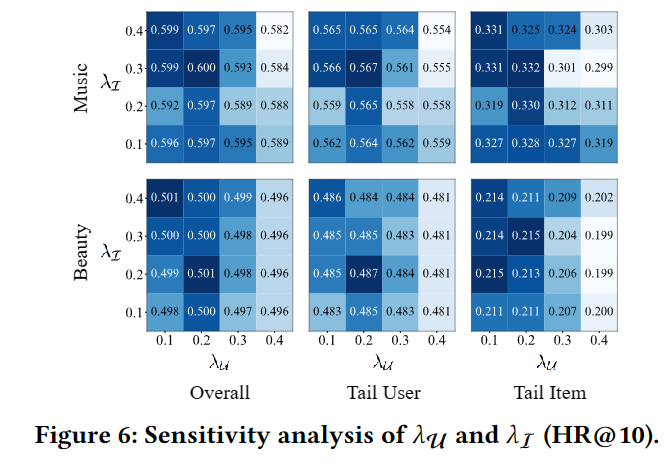 0.4 0.599 0.597 0.595 0.582 0.565 0.565 0.564 0.554 0.331 0.325 0.324 0.303
0.3 0.599 0.600 0.593 0.584 0.566 0.567 0.561 0.555 0.331 0.332 0.301 0.299
Music λ_ℐ
0.2 0.592 0.597 0.589 0.588 0.559 0.565 0.558 0.558 0.319 0.330 0.312 0.311
0.1 0.596 0.597 0.595 0.589 0.562 0.564 0.562 0.559 0.327 0.328 0.327 0.319
0.4 0.501 0.500 0.499 0.496 0.486 0.484 0.484 0.481 0.214 0.211 0.209 0.202
0.3 0.500 0.500 0.498 0.496 0.485 0.485 0.483 0.481 0.214 0.215 0.204 0.199
Beauty λ_ℐ
0.2 0.499 0.501 0.498 0.496 0.485 0.487 0.484 0.481 0.215 0.213 0.206 0.199
0.1 0.498 0.500 0.497 0.496 0.483 0.485 0.483 0.481 0.211 0.211 0.207 0.200
0.1 0.2 0.3 0.4 0.1 0.2 0.3 0.4 0.1 0.2 0.3 0.4
λ_𝒰 λ_𝒰 λ_𝒰
Overall Tail User Tail Item
Figure 6: Sensitivity analysis of λ_𝒰 and λ_ℐ (HR@10).